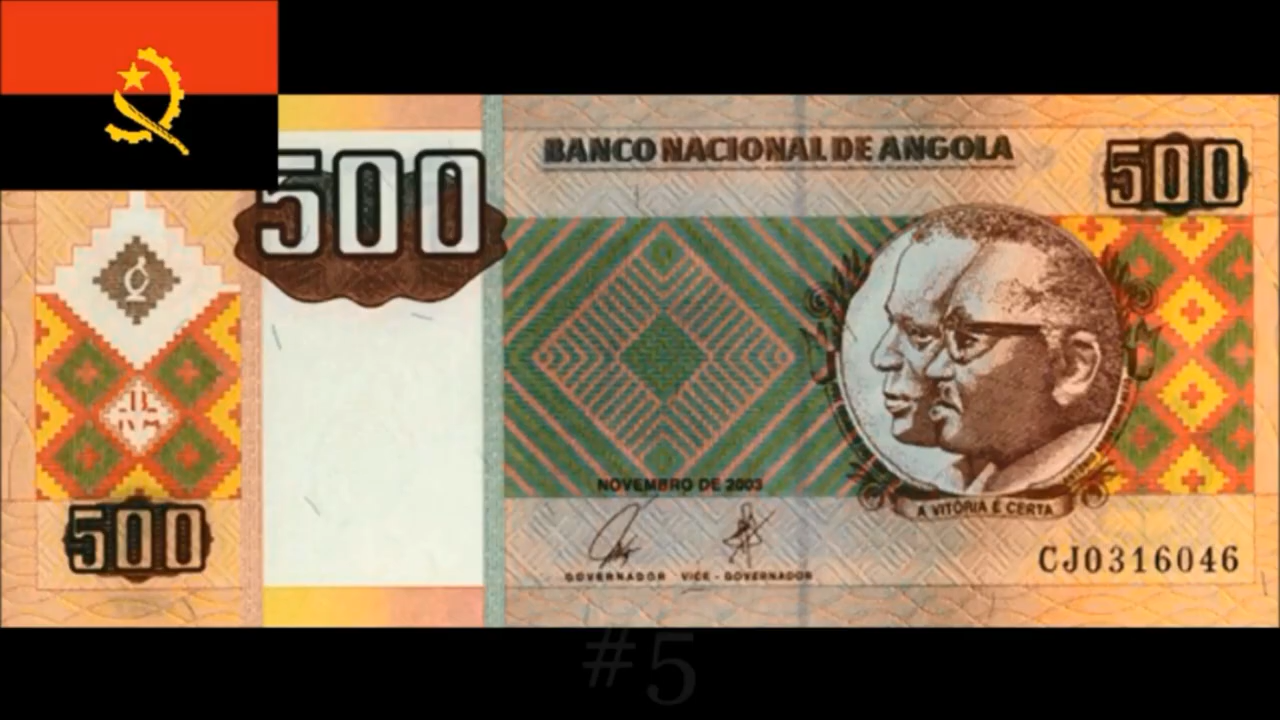 500
BANCO NACIONAL DE ANGOLA
500
NOVEMBRO DE 2003
A VITÓRIA É CERTA
500
GOVERNADOR VICE - GOVERNADOR
CJ0316046
#5